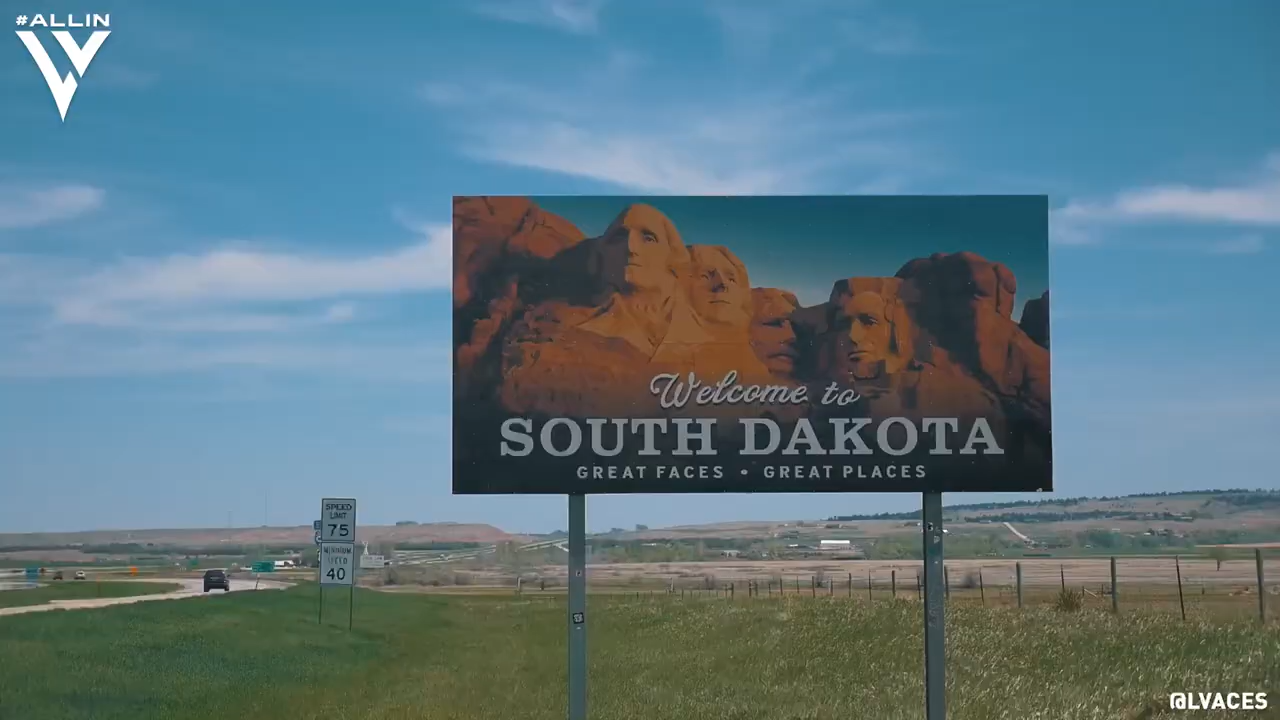 #ALLIN
Welcome to
SOUTH DAKOTA
GREAT FACES • GREAT PLACES
SPEED
LIMIT
75
MINIMUM
SPEED
40
@LVACES